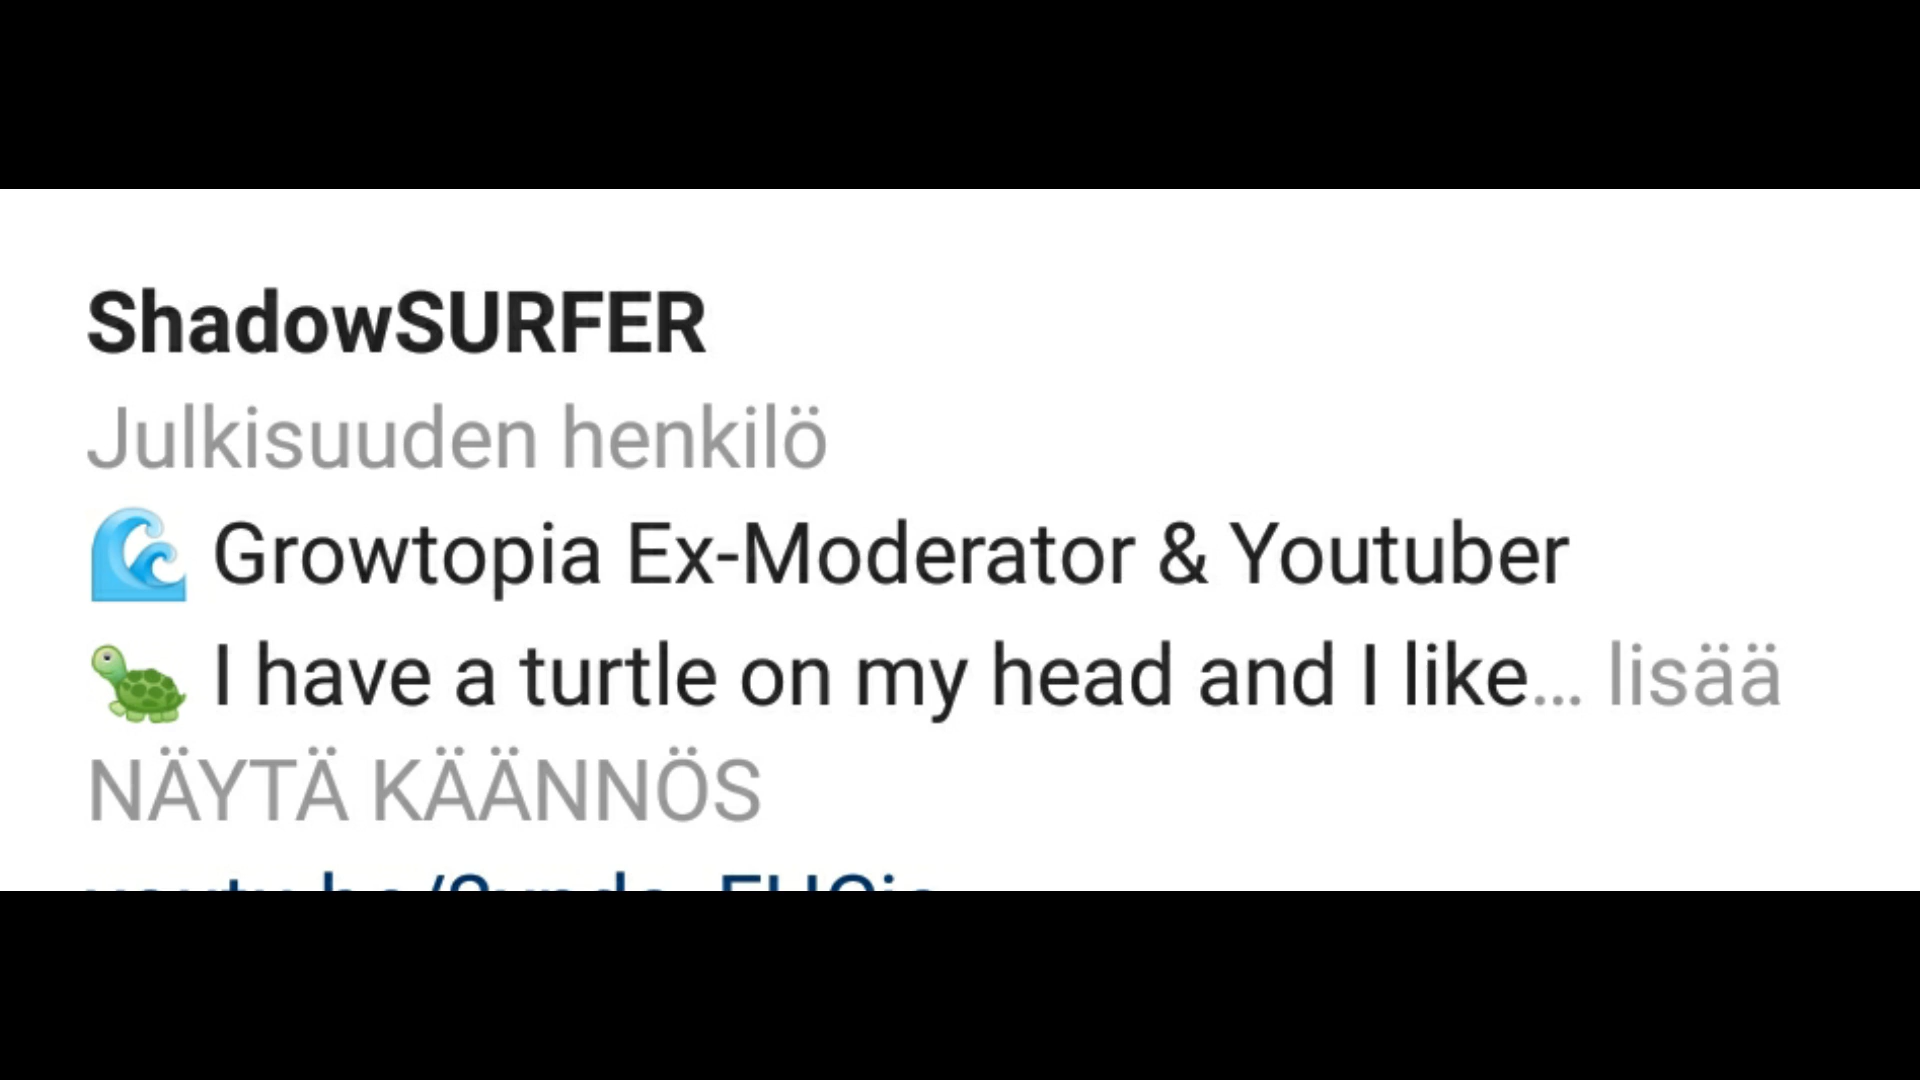 ShadowSURFER
Julkisuuden henkilö
🌊 Growtopia Ex-Moderator & Youtuber
🐢 I have a turtle on my head and I like... lisää
NÄYTÄ KÄÄNNÖS